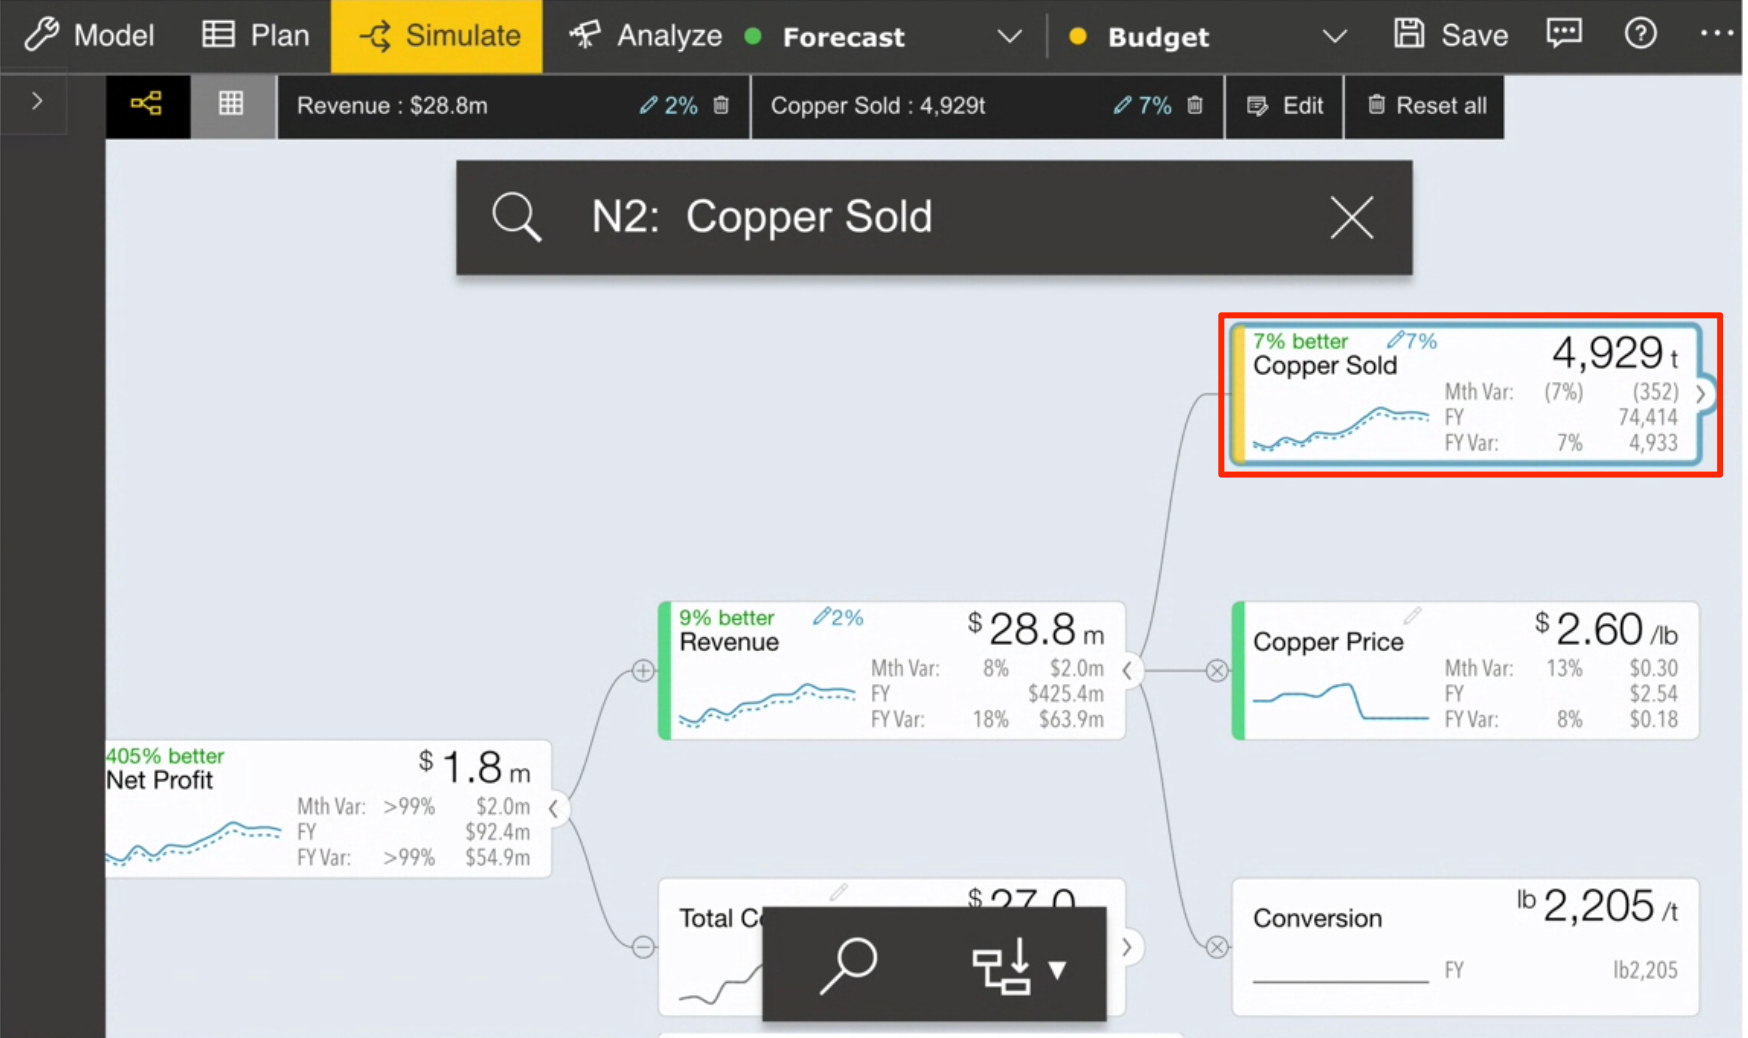 Model Plan Simulate Analyze Forecast Budget Save
Revenue : $28.8m 2% Copper Sold : 4,929t 7% Edit Reset all
N2: Copper Sold
7% better 7%
Copper Sold
4,929 t
Mth Var: (7%) (352)
FY 74,414
FY Var: 7% 4,933
9% better 2%
Revenue
$ 28.8 m
Mth Var: 8% $2.0m
FY $425.4m
FY Var: 18% $63.9m
Copper Price
$ 2.60 /lb
Mth Var: 13% $0.30
FY $2.54
FY Var: 8% $0.18
405% better
Net Profit
$ 1.8 m
Mth Var: >99% $2.0m
FY $92.4m
FY Var: >99% $54.9m
Total
$ 27.0
Conversion
lb 2,205 /t
FY lb2,205